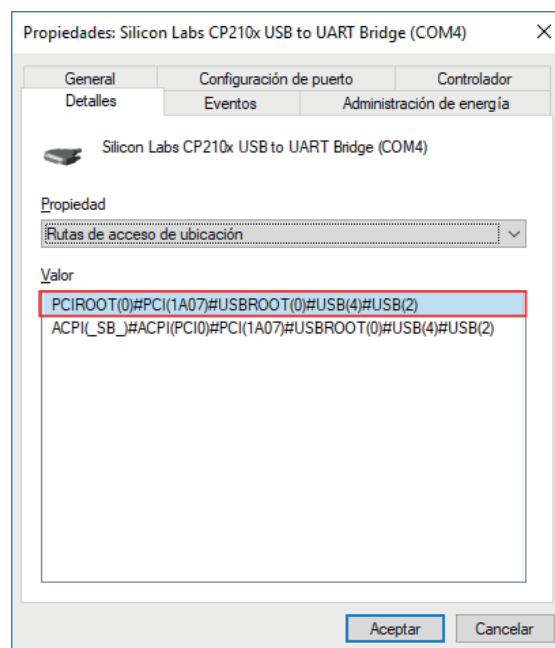 Propiedades: Silicon Labs CP210x USB to UART Bridge (COM4)
General Configuración de puerto Controlador
Detalles Eventos Administración de energía
Silicon Labs CP210x USB to UART Bridge (COM4)
Propiedad
Rutas de acceso de ubicación
Valor
PCIROOT(0)#PCI(1A07)#USBROOT(0)#USB(4)#USB(2)
ACPI(_SB_)#ACPI(PCI0)#PCI(1A07)#USBROOT(0)#USB(4)#USB(2)
Aceptar Cancelar